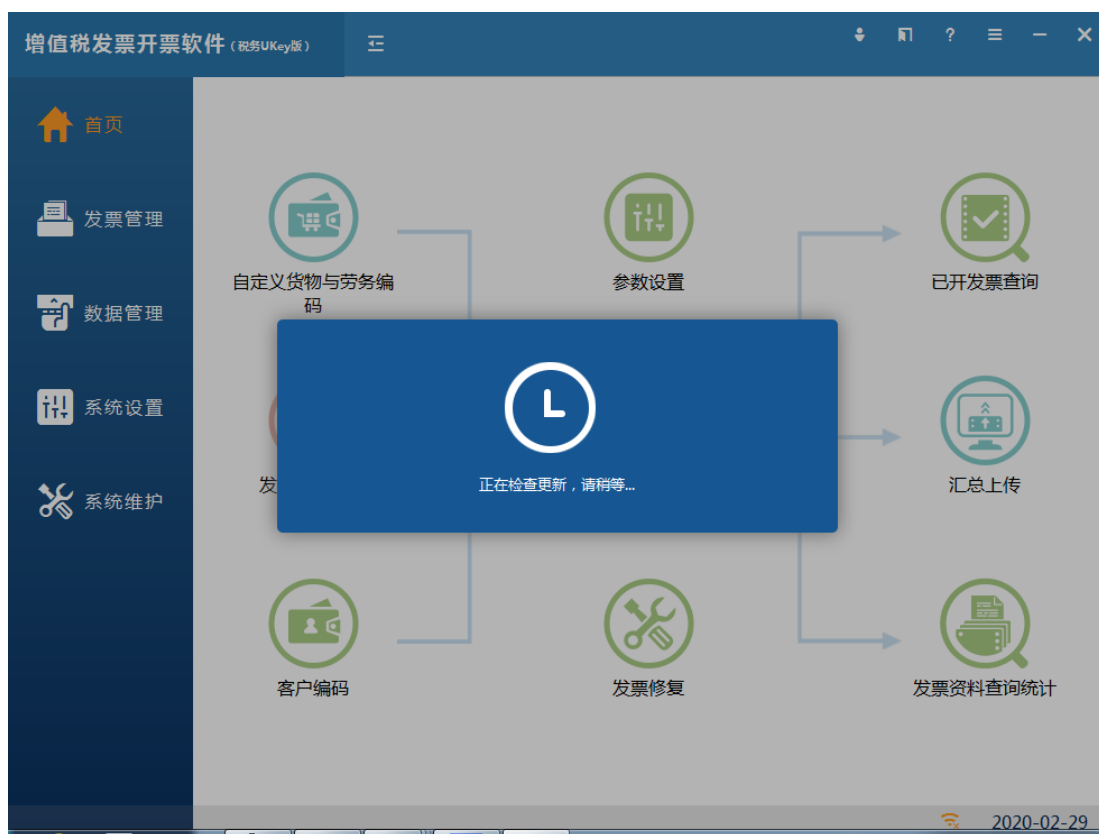 增值税发票开票软件（税务UKey版）
首页
发票管理
数据管理
系统设置
系统维护
自定义货物与劳务编
码
参数设置
已开发票查询
发
正在检查更新，请稍等...
汇总上传
客户编码
发票修复
发票资料查询统计
2020-02-29